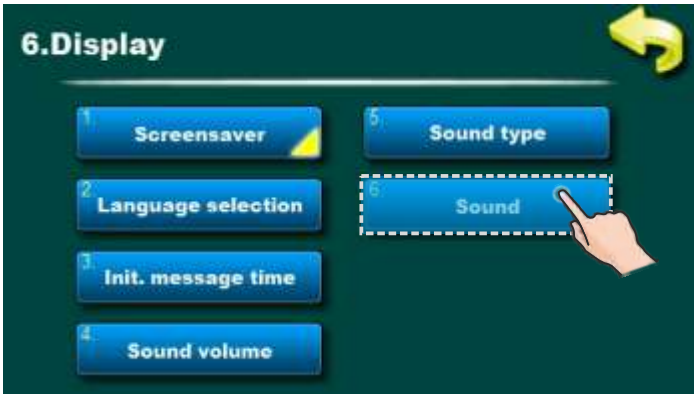 6.Display
1.
Screensaver
2.
Language selection
3.
Init. message time
4.
Sound volume
5.
Sound type
6
Sound